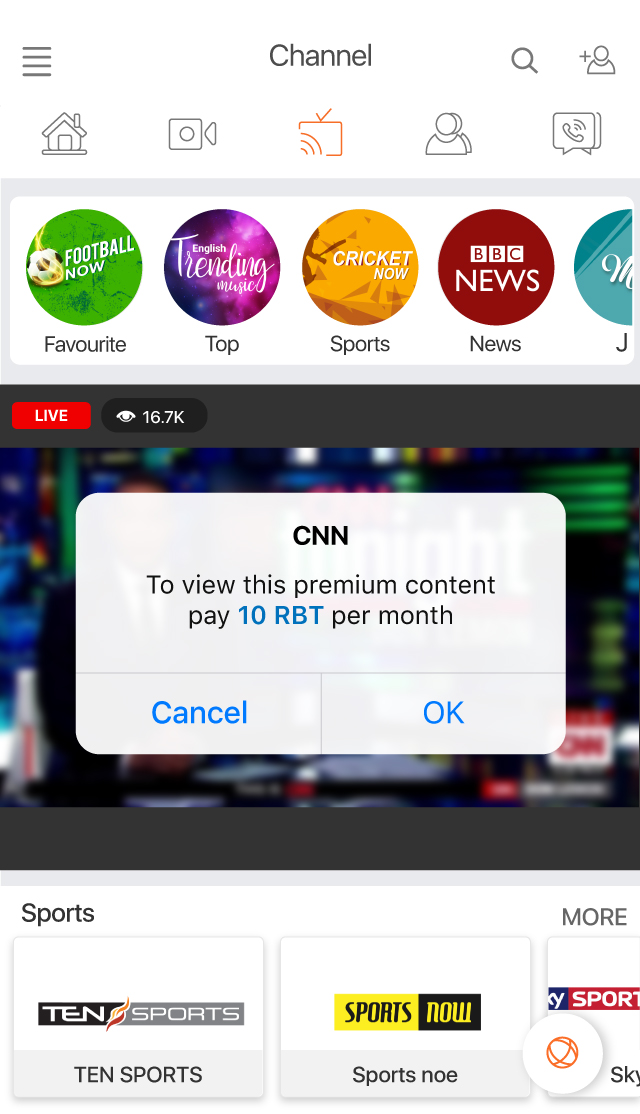 Channel
FOOTBALL
NOW
English
Trending
music
CRICKET
NOW
BBC
NEWS
Favourite
Top
Sports
News
J
LIVE
16.7K
CNN
To view this premium content
pay 10 RBT per month
Cancel
OK
Sports
MORE
TEN SPORTS
SPORTS NOW
ky SPORT
TEN SPORTS
Sports noe
Sky